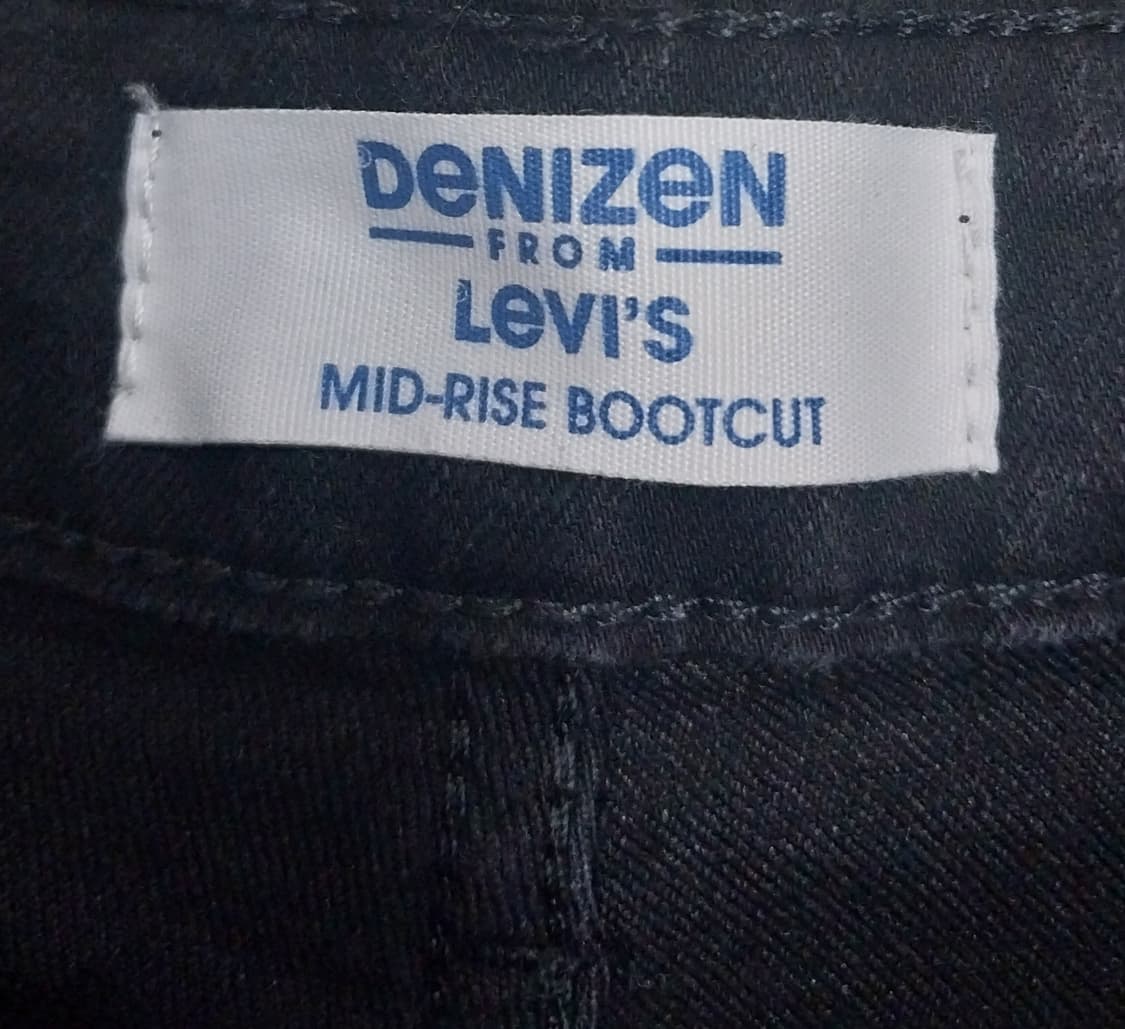 DeNIZeN
FROM
LeVI'S
MID-RISE BOOTCUT